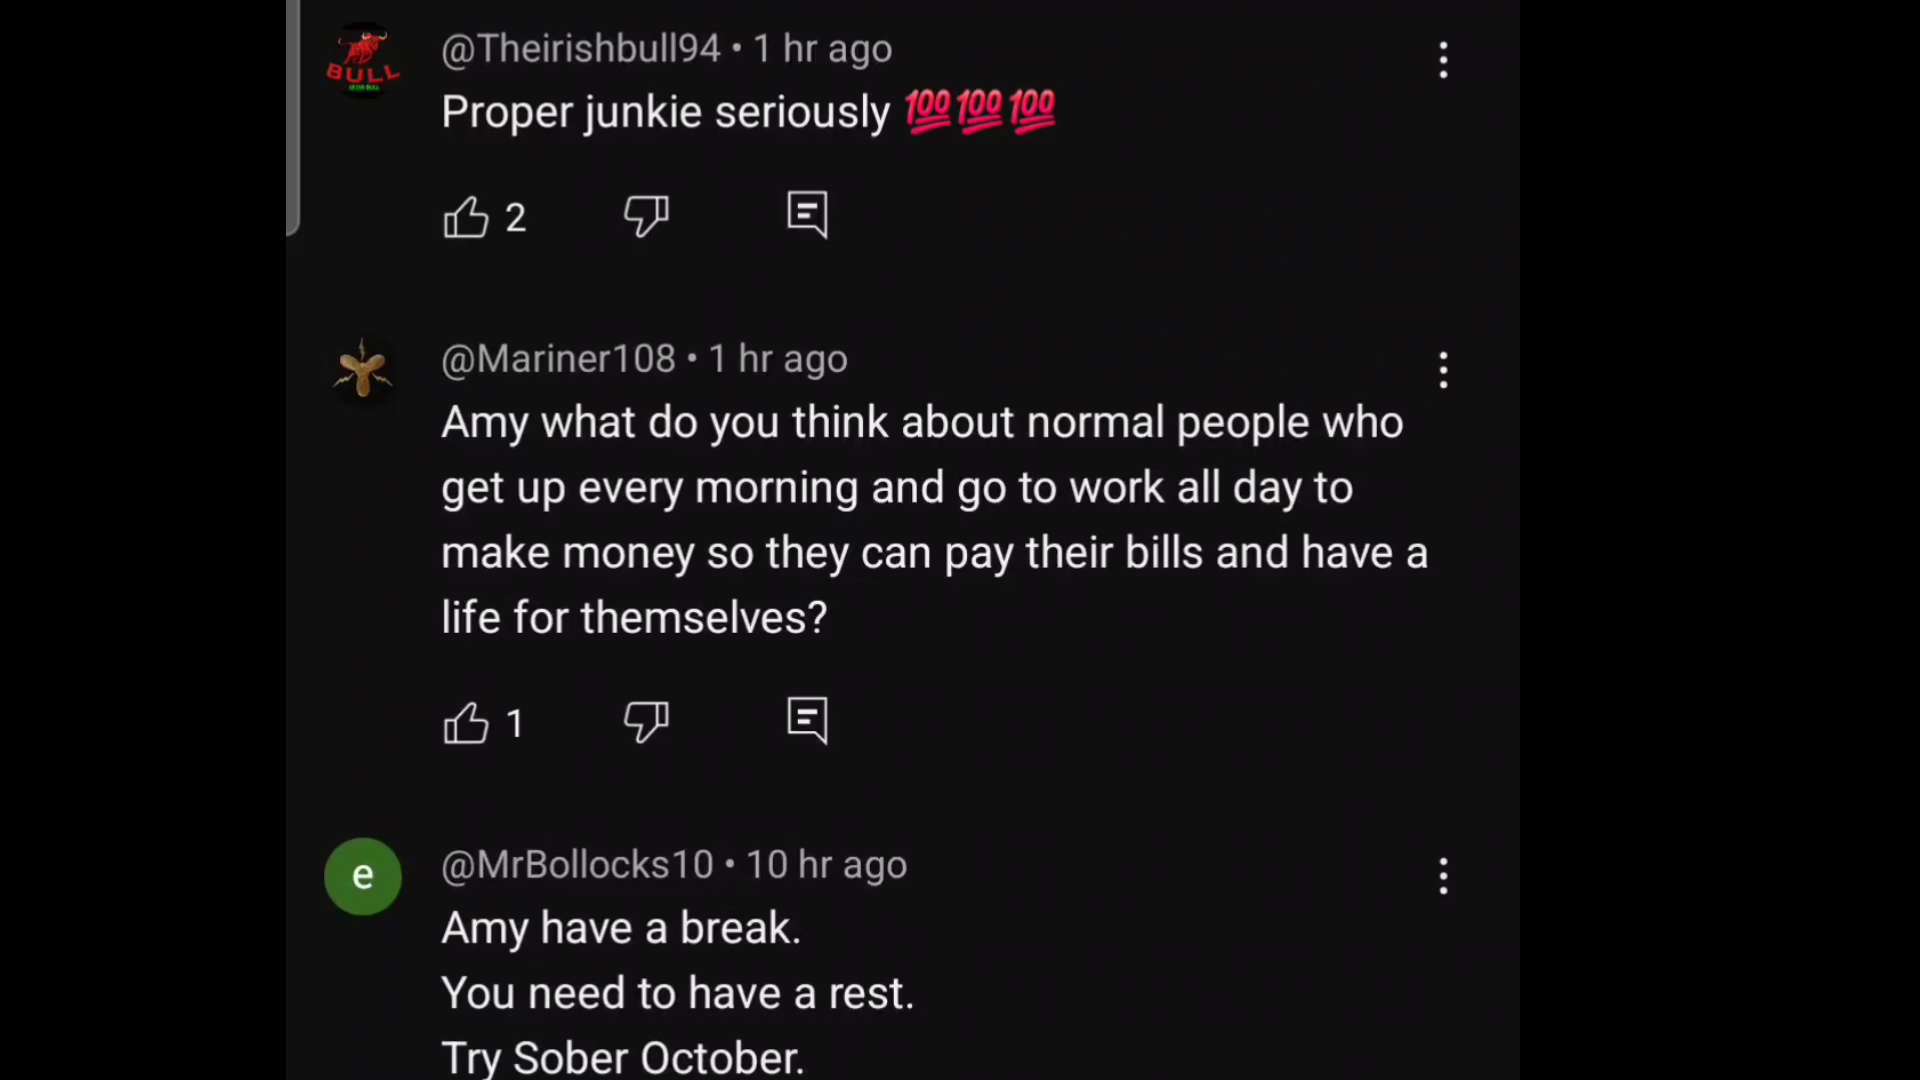 BULL
@Theirishbull94 • 1 hr ago
Proper junkie seriously 💯💯💯
2
@Mariner108 • 1 hr ago
Amy what do you think about normal people who
get up every morning and go to work all day to
make money so they can pay their bills and have a
life for themselves?
1
e
@MrBollocks10 • 10 hr ago
Amy have a break.
You need to have a rest.
Try Sober October.